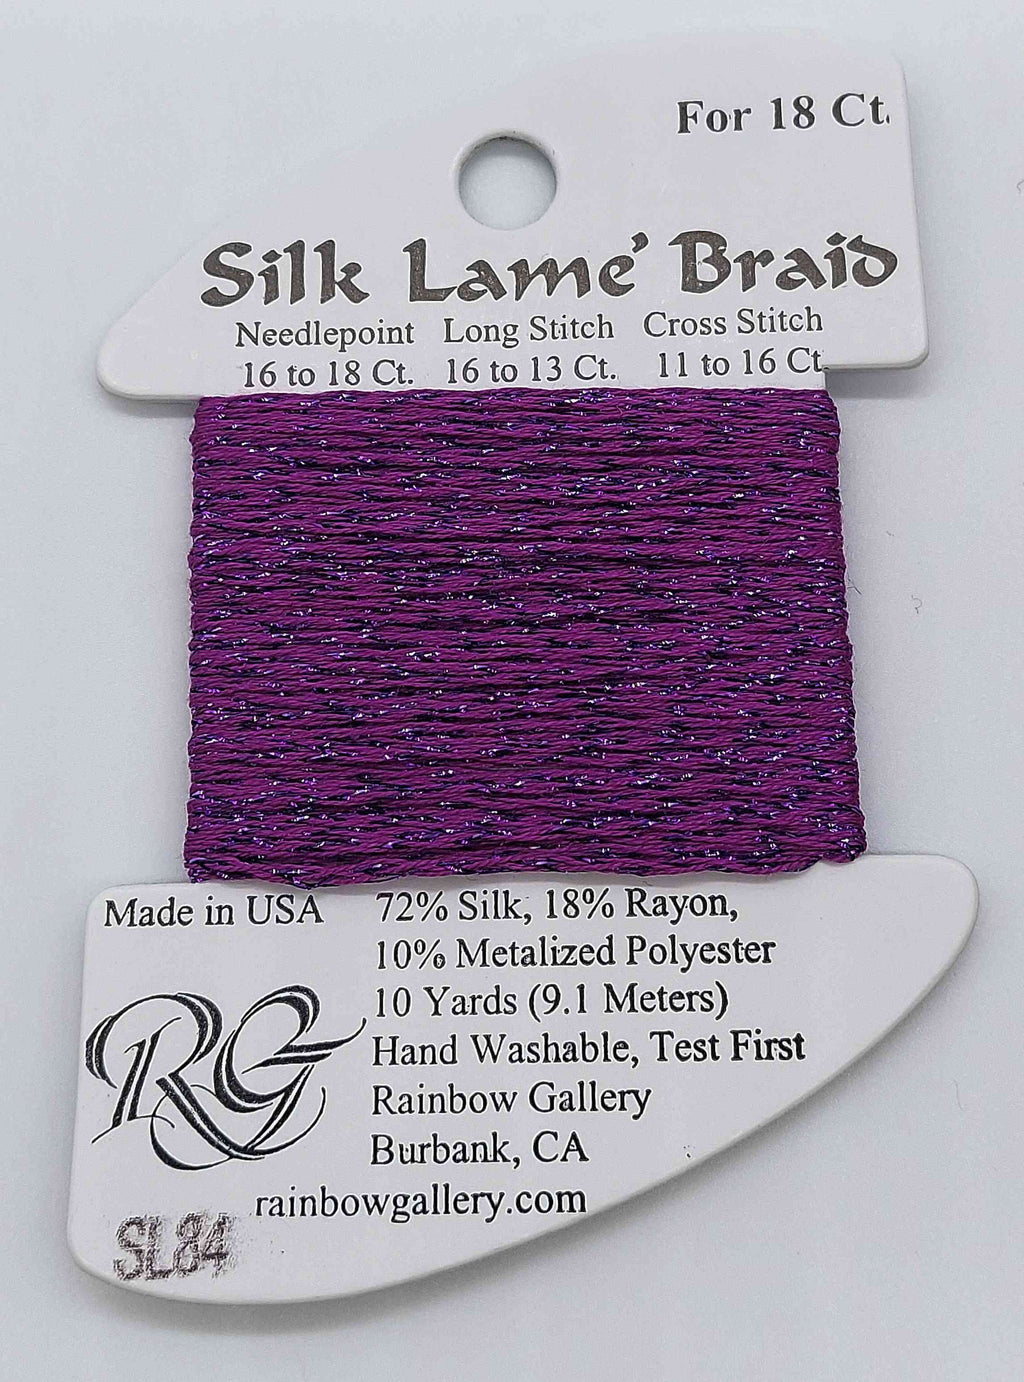 For 18 Ct.
Silk Lame' Braid
Needlepoint Long Stitch Cross Stitch
16 to 18 Ct. 16 to 13 Ct. 11 to 16 Ct.
Made in USA
72% Silk, 18% Rayon,
10% Metalized Polyester
10 Yards (9.1 Meters)
Hand Washable, Test First
Rainbow Gallery
Burbank, CA
RG
rainbowgallery.com
SL84